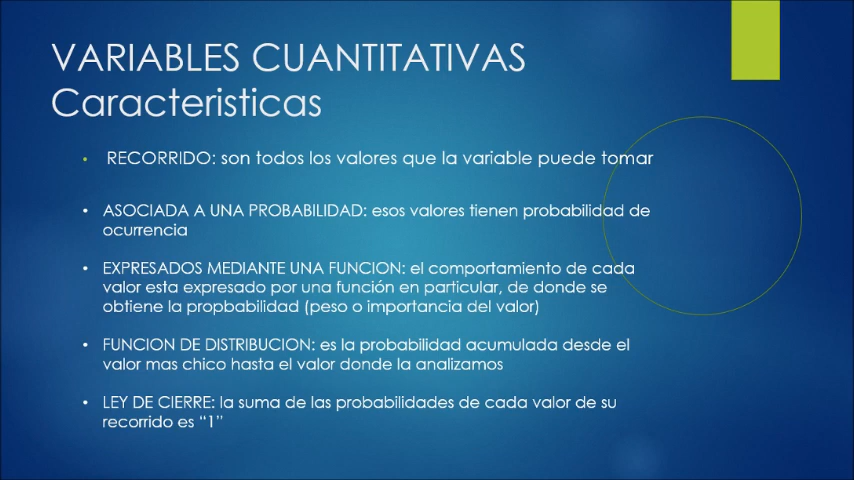 VARIABLES CUANTITATIVAS
Caracteristicas
• RECORRIDO: son todos los valores que la variable puede tomar
• ASOCIADA A UNA PROBABILIDAD: esos valores tienen probabilidad de
ocurrencia
• EXPRESADOS MEDIANTE UNA FUNCION: el comportamiento de cada
valor esta expresado por una función en particular, de donde se
obtiene la propbabilidad (peso o importancia del valor)
• FUNCION DE DISTRIBUCION: es la probabilidad acumulada desde el
valor mas chico hasta el valor donde la analizamos
• LEY DE CIERRE: la suma de las probabilidades de cada valor de su
recorrido es “1”